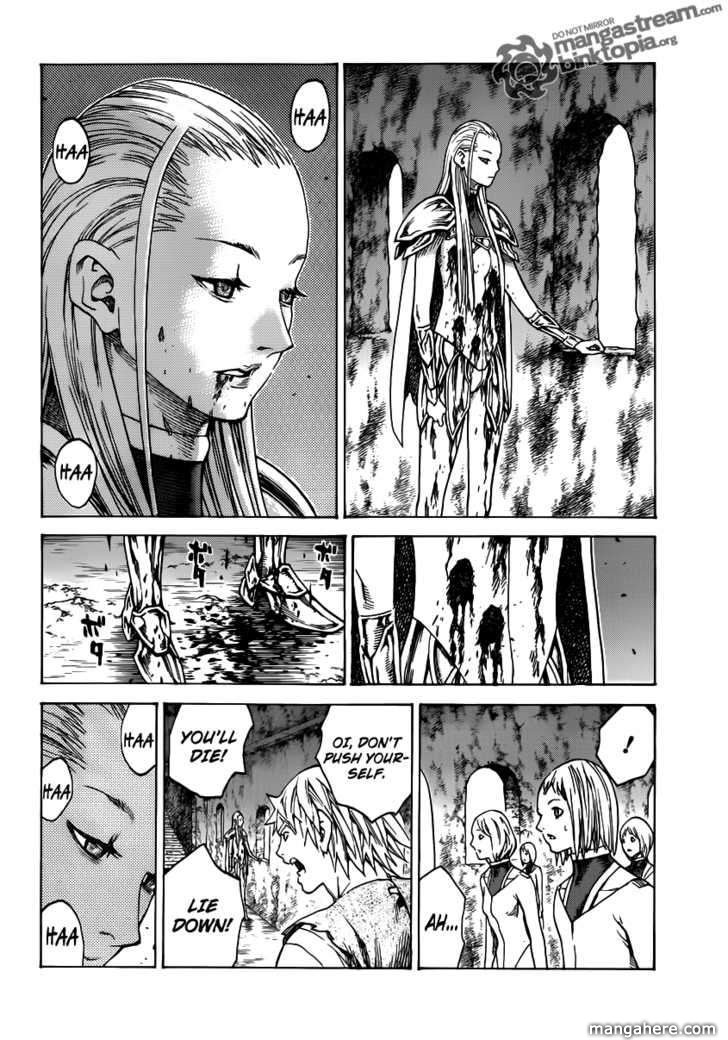 DO NOT MIRROR
mangastream.com
binktopia.org
HAA
HAA
HAA
ボタ
ボタ
ボタ
!
AH...
OI, DON'T
PUSH YOUR-
SELF.
YOU'LL
DIE!
LIE
DOWN!
HAA
HAA
HAA
www.mangahere.com